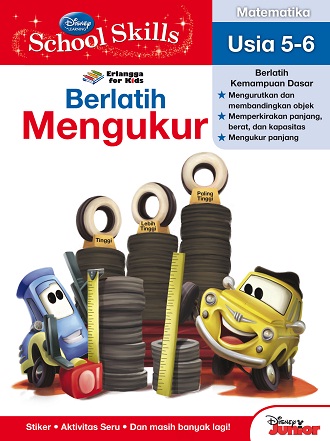 Disney
LEARNING
School Skills
Matematika
Usia 5-6
Erlangga
for Kids
Berlatih
Mengukur
Berlatih
Kemampuan Dasar
★ Mengurutkan dan
membandingkan objek
★ Memperkirakan panjang,
berat, dan kapasitas
★ Mengukur panjang
Paling
Tinggi
Lebih
Tinggi
Tinggi
Stiker • Aktivitas Seru • Dan masih banyak lagi!
Disney
Junior